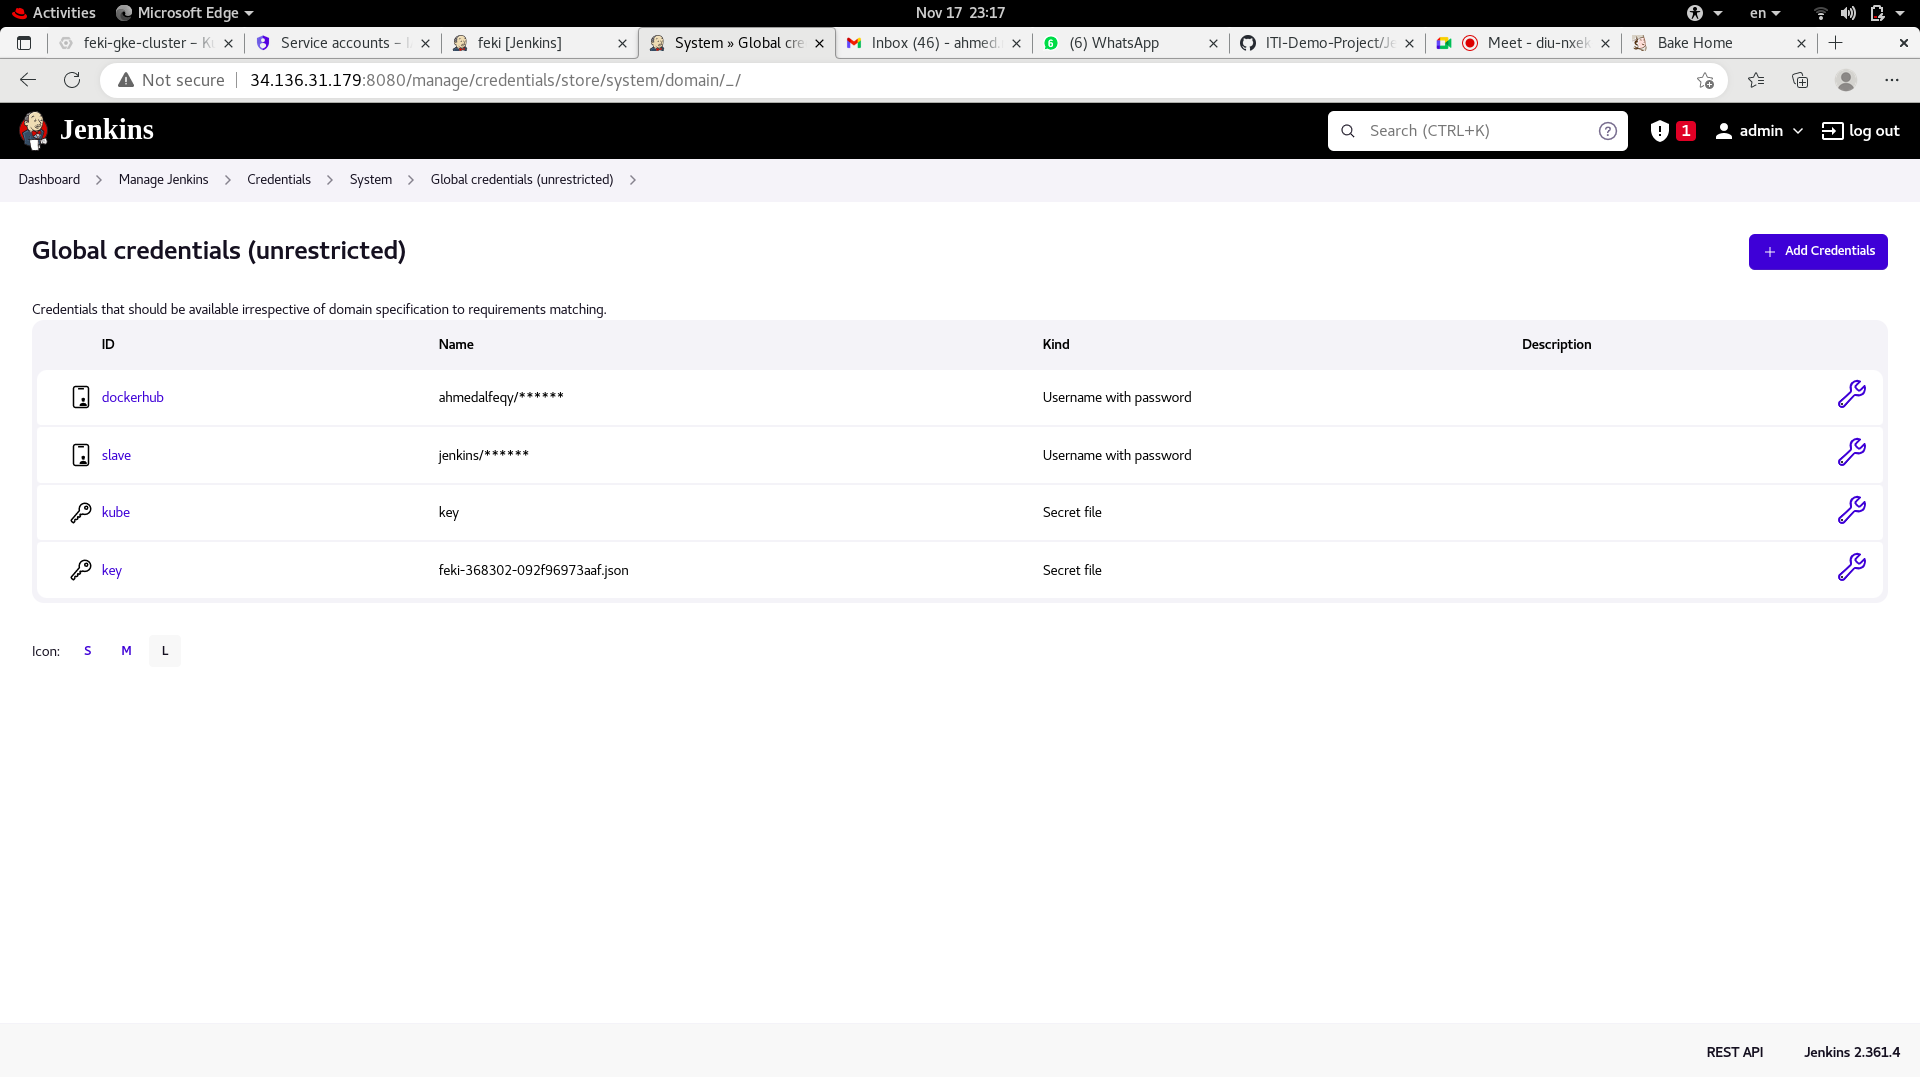 Activities Microsoft Edge Nov 17 23:17 en
feki-gke-cluster – Ku Service accounts – I feki [Jenkins] System » Global cre Inbox (46) - ahmed. 6 (6) WhatsApp ITI-Demo-Project/Je Meet - diu-nxek Bake Home
Not secure 34.136.31.179:8080/manage/credentials/store/system/domain/_/
Jenkins Search (CTRL+K) ? 1 admin log out
Dashboard Manage Jenkins Credentials System Global credentials (unrestricted)
Global credentials (unrestricted)
Add Credentials
Credentials that should be available irrespective of domain specification to requirements matching.
ID Name Kind Description
dockerhub ahmedalfeqy/****** Username with password
slave jenkins/****** Username with password
kube key Secret file
key feki-368302-092f96973aaf.json Secret file
Icon: S M L
REST API Jenkins 2.361.4